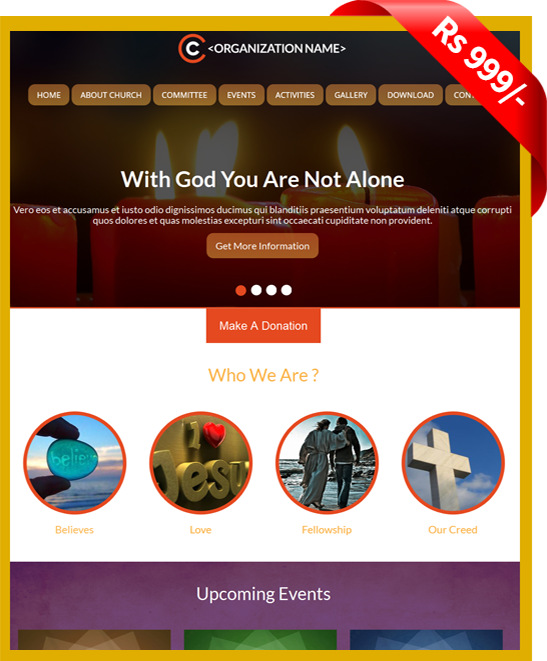 Rs 999/-
C <ORGANIZATION NAME>
HOME ABOUT CHURCH COMMITTEE EVENTS ACTIVITIES GALLERY DOWNLOAD
With God You Are Not Alone
Vero eos et accusamus et iusto odio dignissimos ducimus qui blanditiis praesentium voluptatum deleniti atque corrupti
quos dolores et quas molestias excepturi sint occaecati cupiditate non provident.
Get More Information
Make A Donation
Who We Are ?
believe
I
Jesu
Believes Love Fellowship Our Creed
Upcoming Events